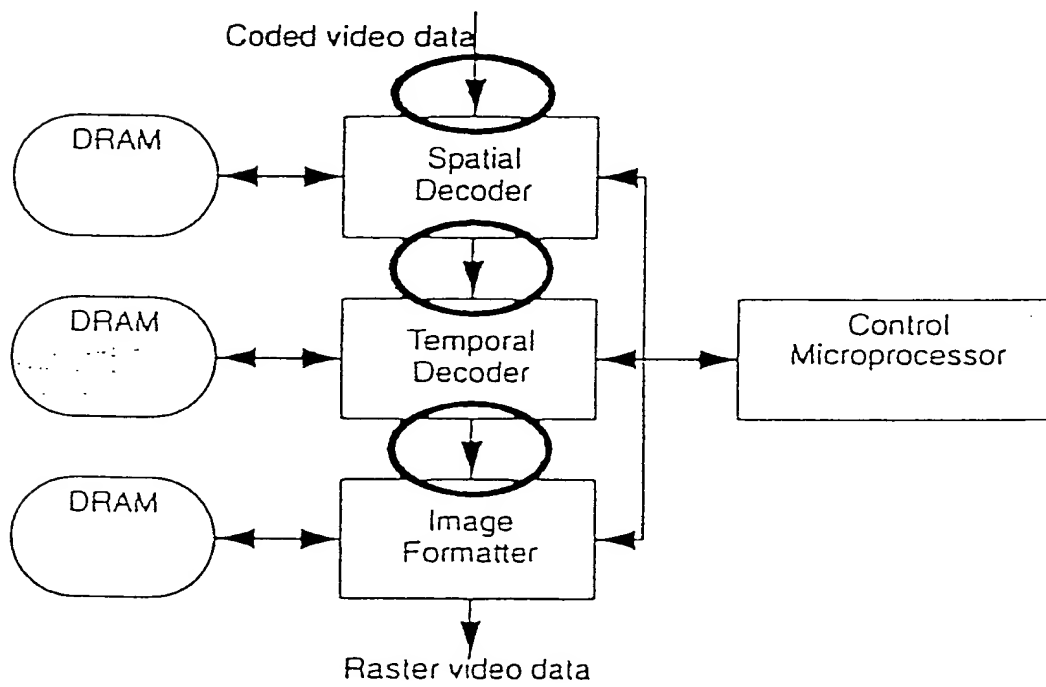 Coded video data
DRAM
Spatial
Decoder
DRAM
Temporal
Decoder
Control
Microprocessor
DRAM
Image
Formatter
Raster video data